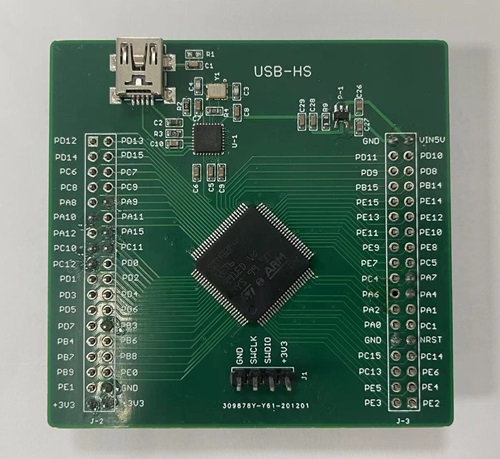 R1
C1
USB-HS
Y1
C4
C3
C8
R2
R4
C2
R3
C10
U-1
C6
C5
C9
C29
C28
R9
D-1
C26
C27
PD12 PD13
PD14 PD15
PC6 PC7
PC8 PC9
PA8 PA9
PA10 PA11
PA12 PA15
PC10 PC11
PC12 PD0
PD1 PD2
PD3 PD4
PD5 PD6
PD7 PB3
PB4 PB6
PB7 PB8
PB9 PE0
PE1 GND
+3V3 +3V3
J-2
GND VIN5V
PD11 PD10
PD9 PD8
PB15 PB14
PE15 PE14
PE13 PE12
PE11 PE10
PE9 PE8
PE7 PC5
PC4 PA7
PA6 PA4
PA2 PA1
PA0 PC1
GND NRST
PC15 PC14
PC13 PE6
PE5 PE4
PE3 PE2
J-3
ARM
GND
SWCLK
SWDIO
+3V3
J1
309878Y-Y61-201201